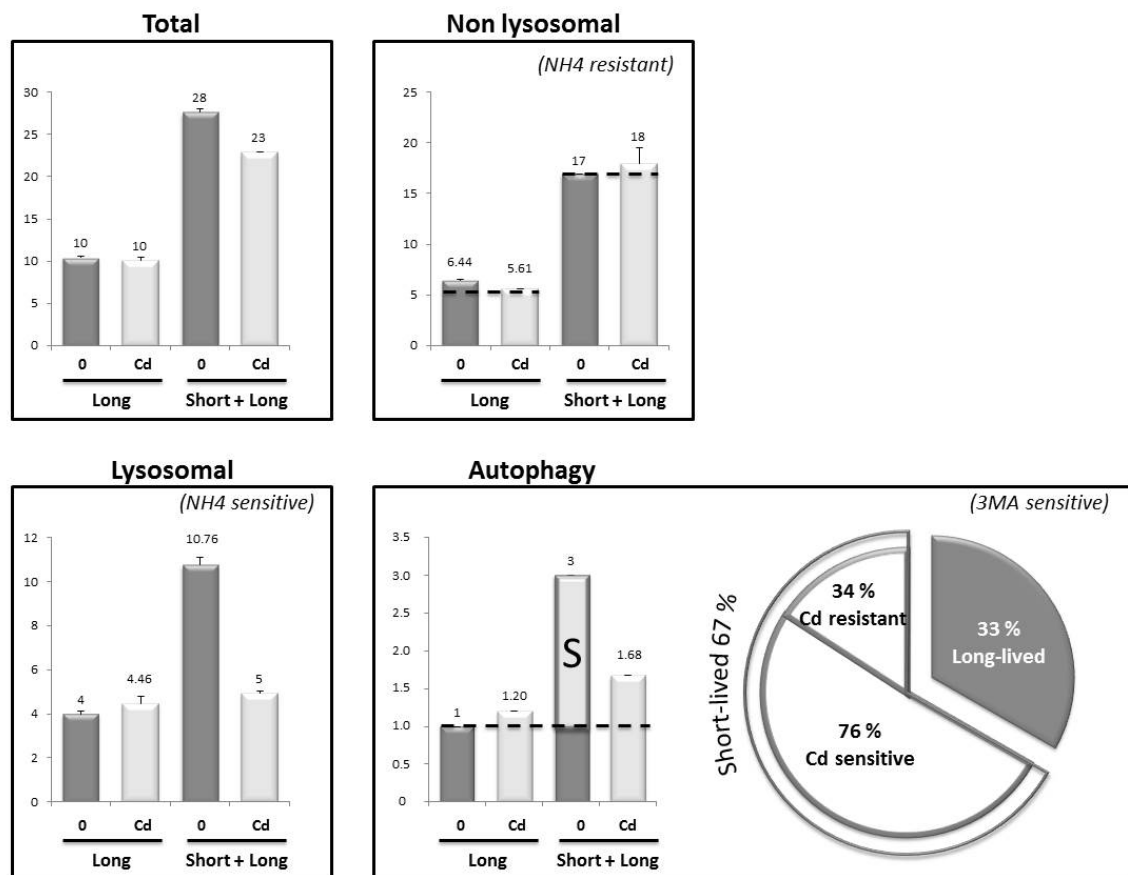 Total
30
25
20
15
10
5
0
10
10
28
23
0 Cd 0 Cd
Long Short + Long
Non lysosomal
(NH4 resistant)
25
20
15
10
5
0
6.44
5.61
17
18
0 Cd 0 Cd
Long Short + Long
Lysosomal
(NH4 sensitive)
12
10
8
6
4
2
0
4
4.46
10.76
5
0 Cd 0 Cd
Long Short + Long
Autophagy
(3MA sensitive)
3.5
3.0
2.5
2.0
1.5
1.0
0.5
0
1
1.20
3
S
1.68
0 Cd 0 Cd
Long Short + Long
Short-lived 67 %
34 %
Cd resistant
33 %
Long-lived
76 %
Cd sensitive